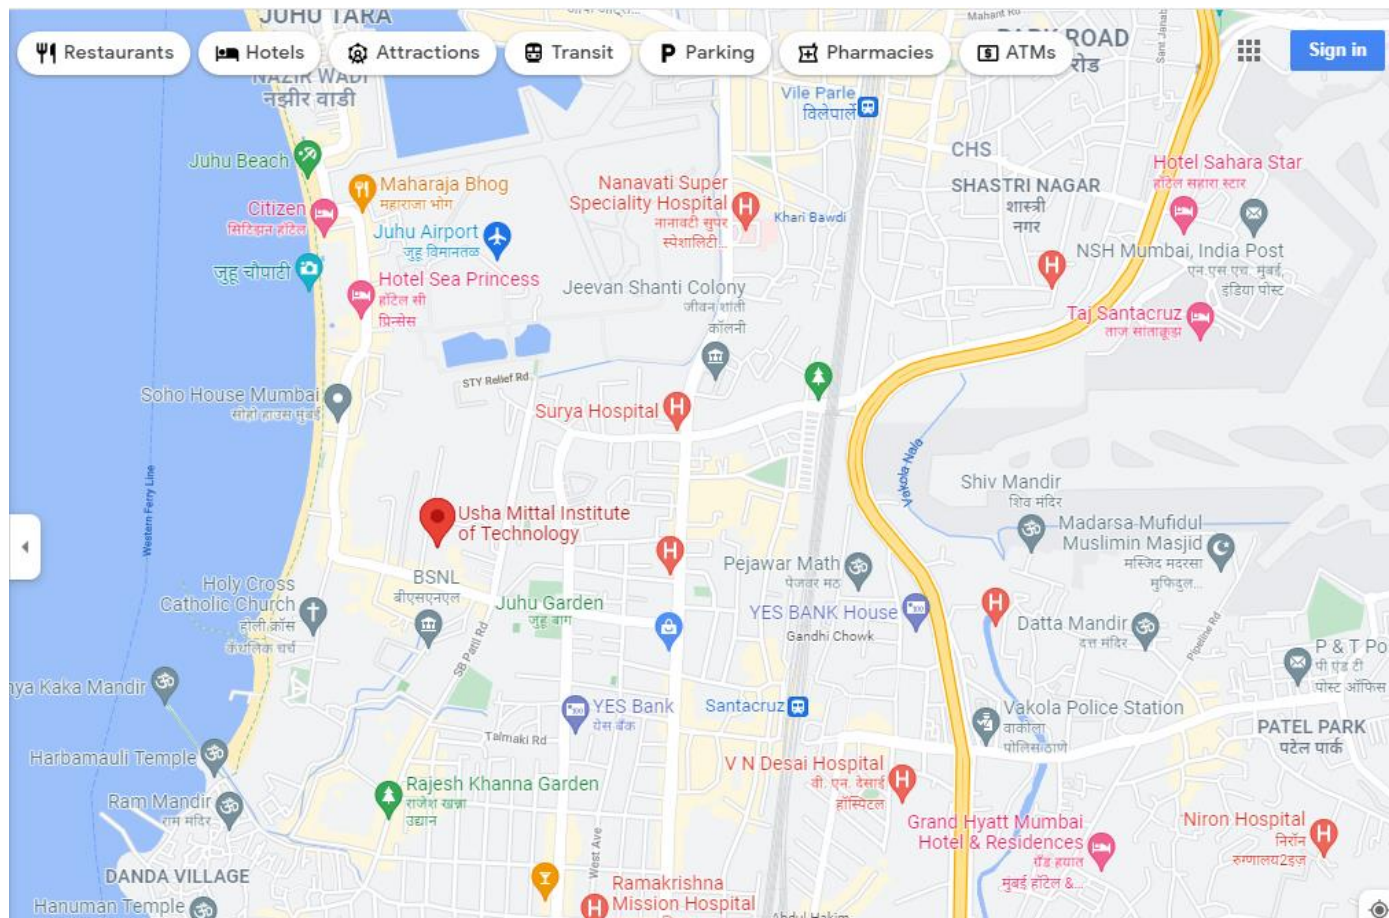 JUHU TARA
Mahant Rd
PARK ROAD
रोड
Restaurants
Hotels
Attractions
Transit
Parking
Pharmacies
ATMs
Sign in
NAZIR WADI
नझीर वाडी
Sant Janab
Vile Parle
विलेपार्ले
Juhu Beach
CHS
Hotel Sahara Star
हॉटेल सहारा स्टार
Maharaja Bhog
महाराजा भोग
Nanavati Super
Speciality Hospital
नानावटी सुपर
स्पेशालिटी...
SHASTRI NAGAR
शास्त्री
नगर
Citizen
सिटिझन हॉटेल
Khari Bawdi
Juhu Airport
जुहू विमानतळ
NSH Mumbai, India Post
एन एस एच. मुंबई,
इंडिया पोस्ट
जुहू चौपाटी
Hotel Sea Princess
हॉटेल सी
प्रिन्सेस
Jeevan Shanti Colony
जीवन शांती
कॉलनी
Taj Santacruz
ताज सांताक्रूझ
STY Relief Rd
Soho House Mumbai
सोहो हाउस मुंबई
Surya Hospital
Vakola Nala
Western Ferry Line
Shiv Mandir
शिव मंदिर
Usha Mittal Institute
of Technology
Madarsa Mufidul
Muslimin Masjid
मस्जिद मदरसा
मुफिदुल...
Pejawar Math
पेजवर मठ
Holy Cross
Catholic Church
होली क्रॉस
कॅथलिक चर्च
BSNL
बीएसएनएल
Juhu Garden
जुहू बाग
YES BANK House
Gandhi Chowk
Datta Mandir
दत्त मंदिर
Pipeline Rd
SB Patil Rd
P & T Po
पी एंड टी
पोस्ट ऑफिस
nya Kaka Mandir
YES Bank
येस बँक
Santacruz
Vakola Police Station
वाकोला
पोलिस ठाणे
Talmaki Rd
PATEL PARK
पटेल पार्क
Harbamauli Temple
V N Desai Hospital
वी. एन. देसाई
हॉस्पिटल
Rajesh Khanna Garden
राजेश खन्ना
उद्यान
Ram Mandir
राम मंदिर
Grand Hyatt Mumbai
Hotel & Residences
ग्रँड हयात
मुंबई हॉटेल &...
Niron Hospital
निरॉन
रुग्णालय2इज़
West Ave
DANDA VILLAGE
Ramakrishna
Mission Hospital
Hanuman Temple
Abdul Hakim